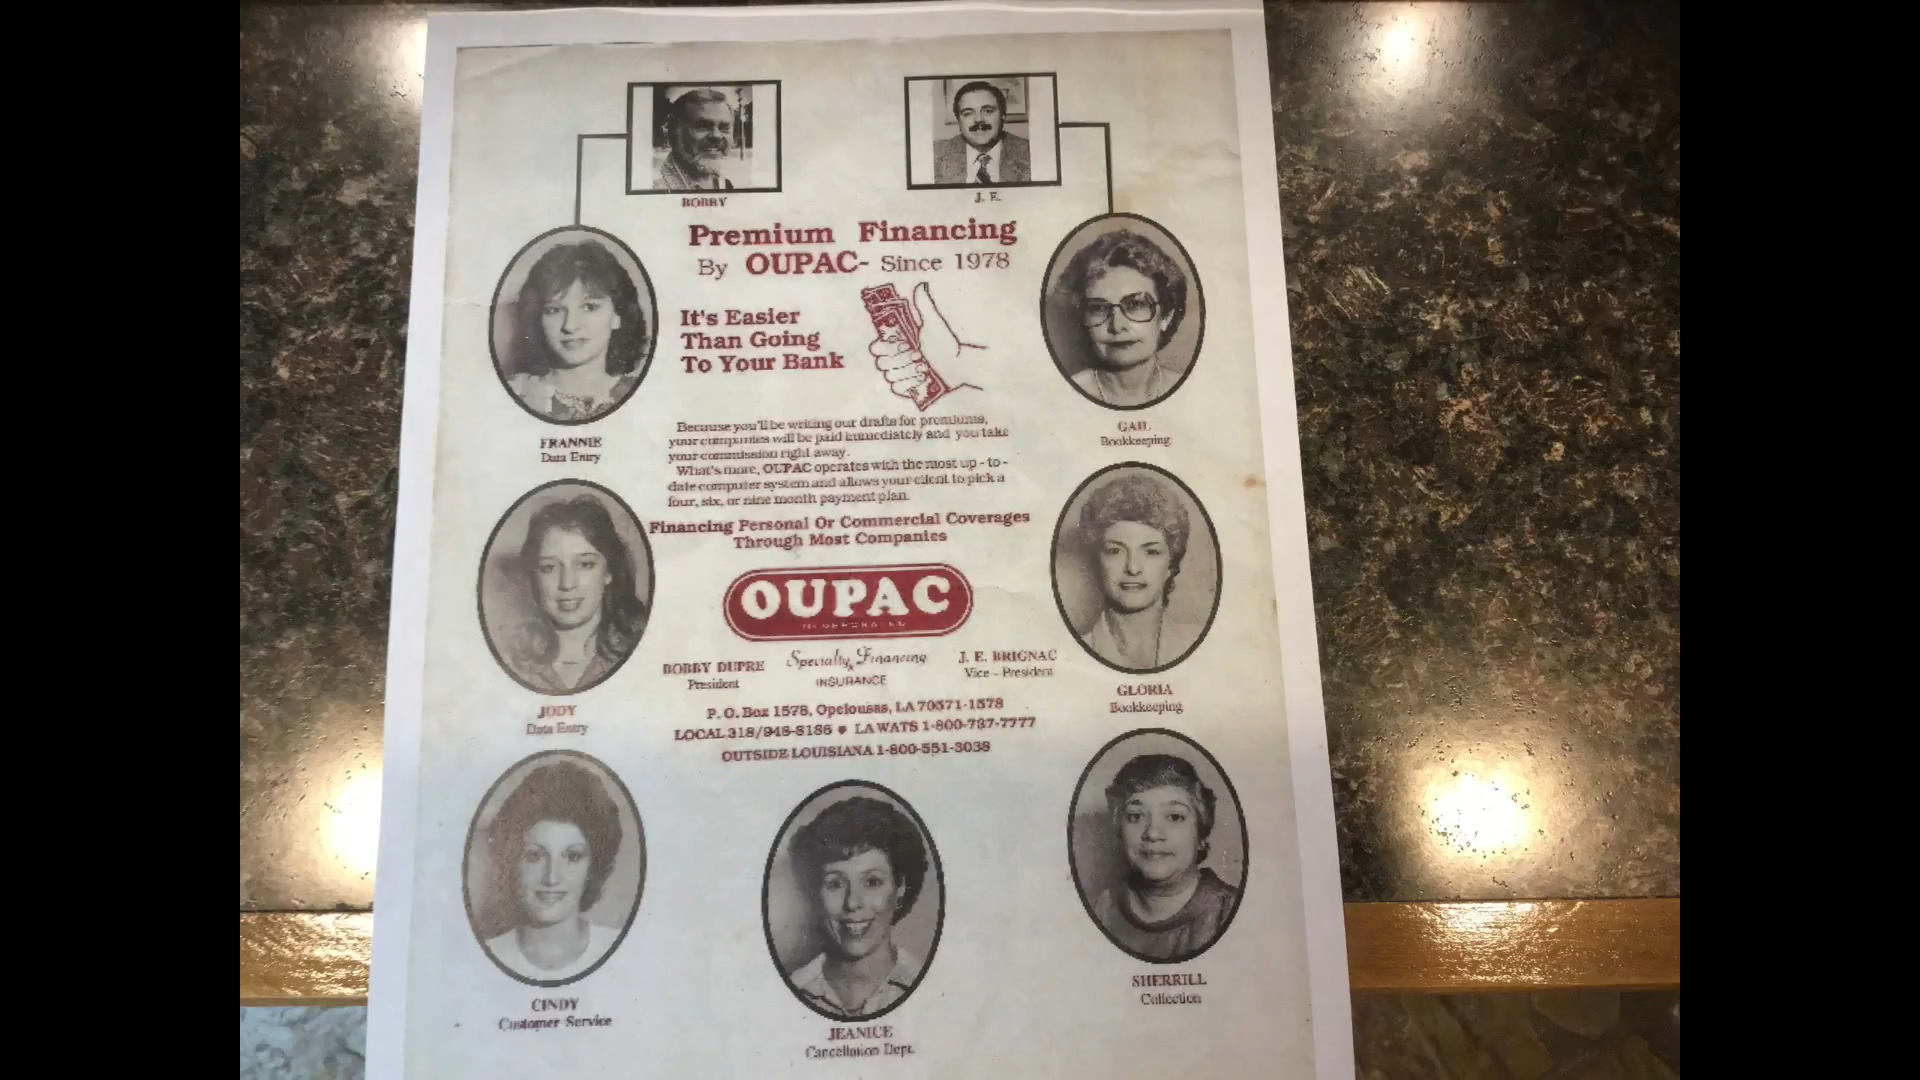 BOBBY
J. E.
Premium Financing
By OUPAC- Since 1978
It's Easier
Than Going
To Your Bank
Because you'll be writing our drafts for premiums,
your companies will be paid immediately and you take
your commission right away.
What's more, OUPAC operates with the most up-to-
date computer system and allows your client to pick a
four, six, or nine month payment plan.
Financing Personal Or Commercial Coverages
Through Most Companies
FRANNIE
Data Entry
GAIL
Bookkeeping
OUPAC
INCORPORATED
BOBBY DUPRE
President
Specialty & Financing
INSURANCE
J. E. BRIGNAC
Vice - President
P. O. Box 1578, Opelousas, LA 70571-1578
LOCAL 318/948-8186 • LA WATS 1-800-737-7777
OUTSIDE LOUISIANA 1-800-551-3038
JODY
Data Entry
GLORIA
Bookkeeping
CINDY
Customer Service
JEANICE
Cancellation Dept.
SHERRILL
Collection